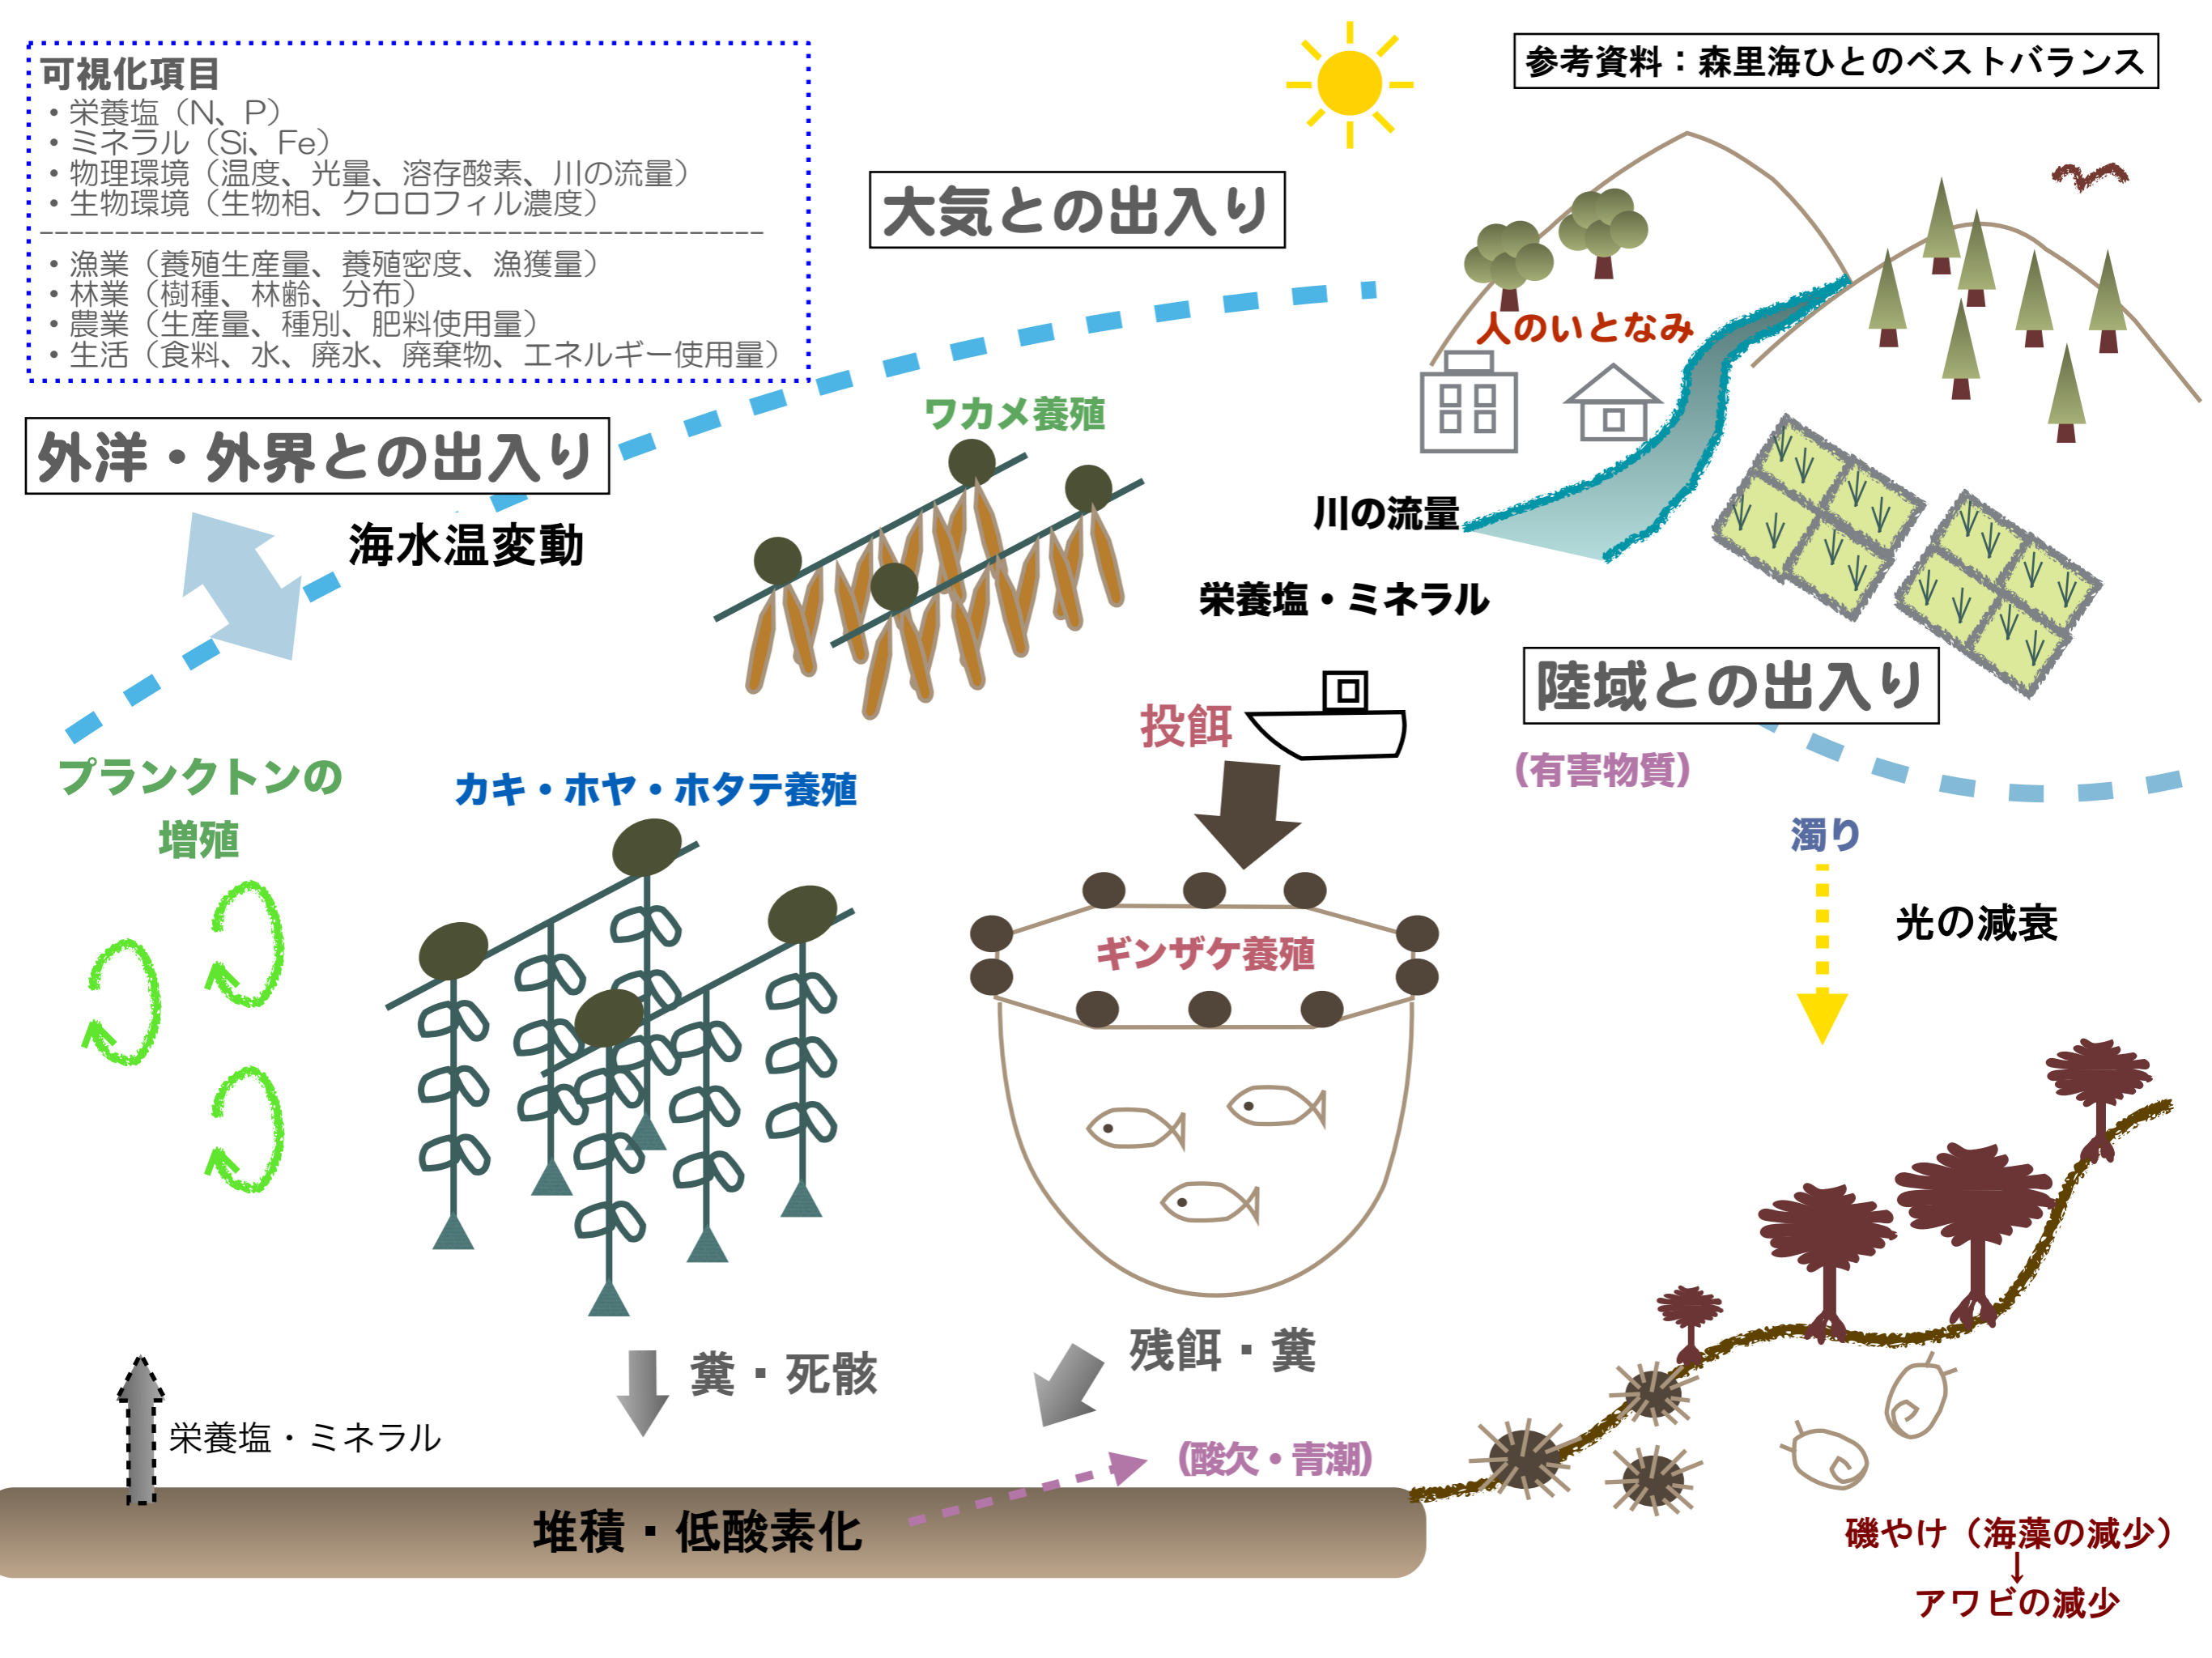 可視化項目
・栄養塩（N、P）
・ミネラル（Si、Fe）
・物理環境（温度、光量、溶存酸素、川の流量）
・生物環境（生物相、クロロフィル濃度）
------------------------------------------------
・漁業（養殖生産量、養殖密度、漁獲量）
・林業（樹種、林齢、分布）
・農業（生産量、種別、肥料使用量）
・生活（食料、水、廃水、廃棄物、エネルギー使用量）
参考資料：森里海ひとのベストバランス
大気との出入り
人のいとなみ
外洋・外界との出入り
海水温変動
ワカメ養殖
川の流量
栄養塩・ミネラル
陸域との出入り
投餌
(有害物質)
プランクトンの
増殖
カキ・ホヤ・ホタテ養殖
濁り
光の減衰
ギンザケ養殖
残餌・糞
糞・死骸
栄養塩・ミネラル
(酸欠・青潮)
堆積・低酸素化
磯やけ（海藻の減少）
↓
アワビの減少